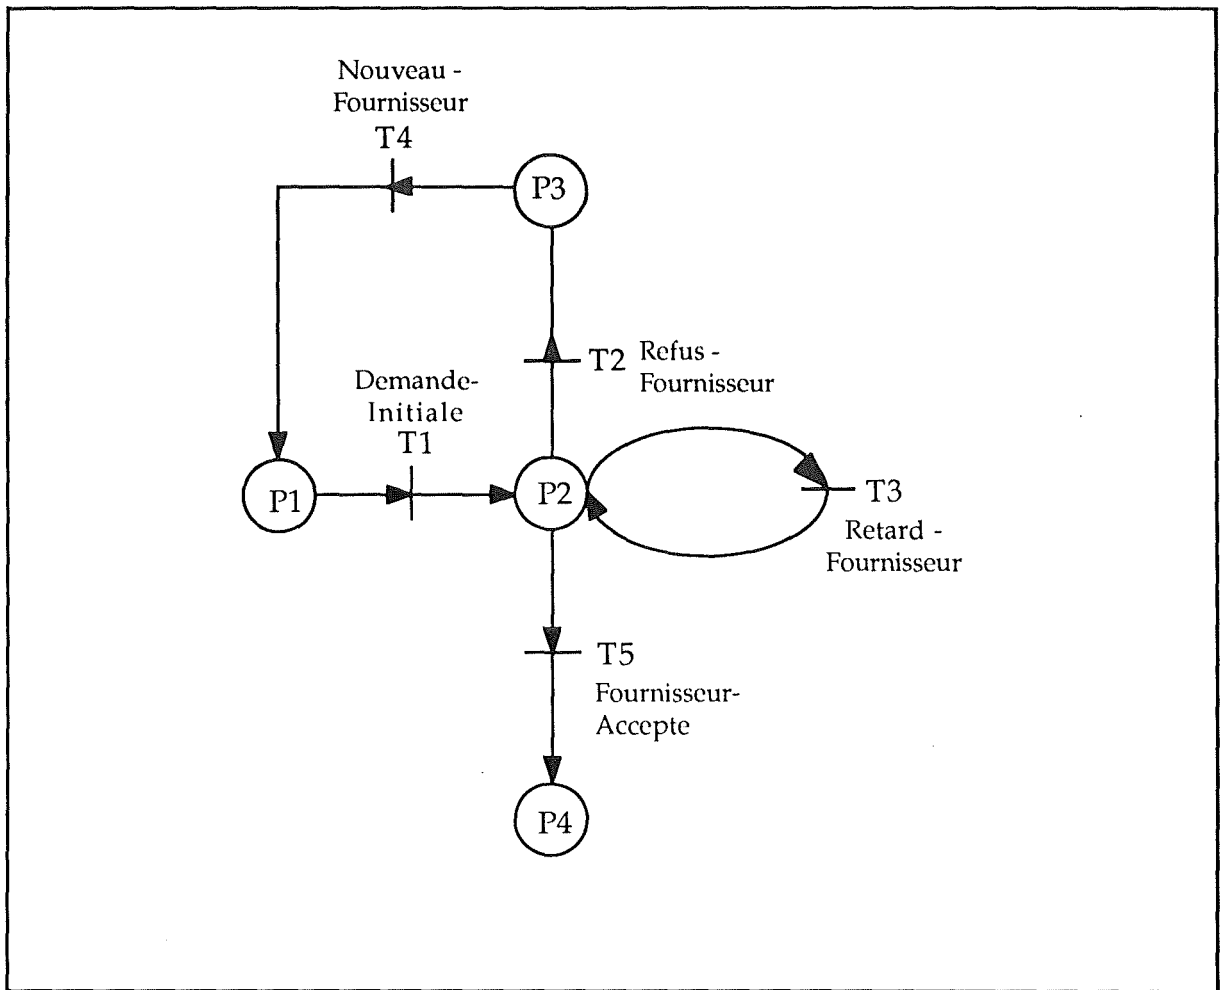 Nouveau -
Fournisseur
T4
P3
T2
Refus -
Fournisseur
Demande-
Initiale
T1
P1
P2
T3
Retard -
Fournisseur
T5
Fournisseur-
Accepte
P4